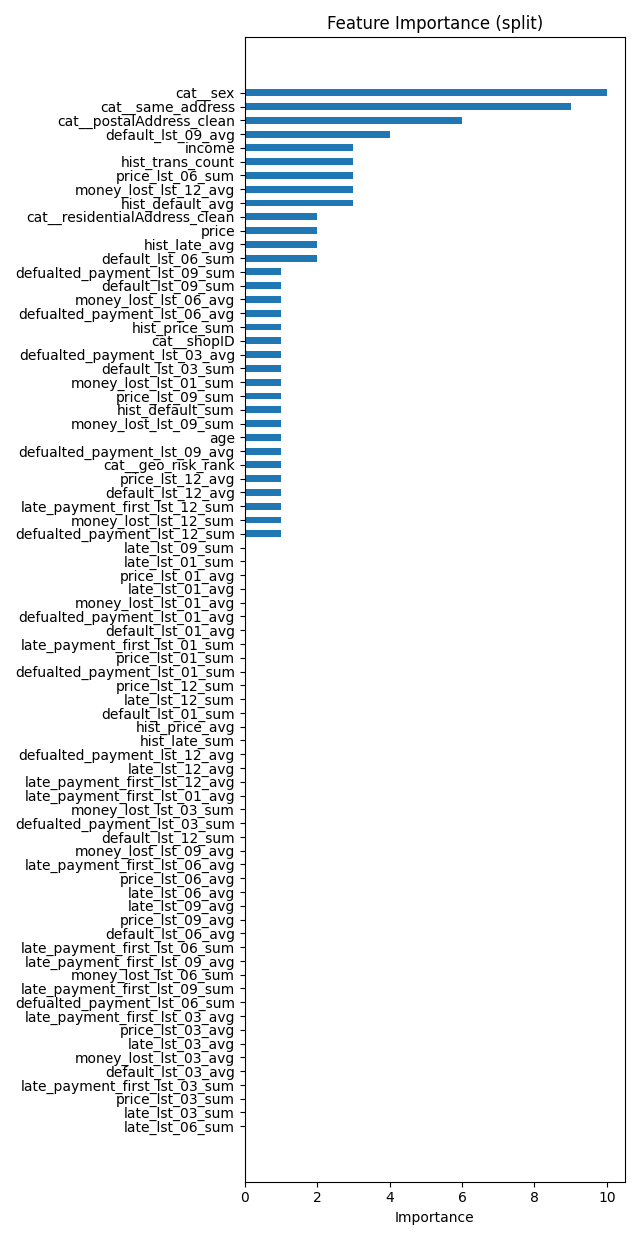 Feature Importance (split)
cat__sex
cat__same_address
cat__postalAddress_clean
default_lst_09_avg
income
hist_trans_count
price_lst_06_sum
money_lost_lst_12_avg
hist_default_avg
cat__residentialAddress_clean
price
hist_late_avg
default_lst_06_sum
defualted_payment_lst_09_sum
default_lst_09_sum
money_lost_lst_06_avg
defualted_payment_lst_06_avg
hist_price_sum
cat__shopID
defualted_payment_lst_03_avg
default_lst_03_sum
money_lost_lst_01_sum
price_lst_09_sum
hist_default_sum
money_lost_lst_09_sum
age
defualted_payment_lst_09_avg
cat__geo_risk_rank
price_lst_12_avg
default_lst_12_avg
late_payment_first_lst_12_sum
money_lost_lst_12_sum
defualted_payment_lst_12_sum
late_lst_09_sum
late_lst_01_sum
price_lst_01_avg
late_lst_01_avg
money_lost_lst_01_avg
defualted_payment_lst_01_avg
default_lst_01_avg
late_payment_first_lst_01_sum
price_lst_01_sum
defualted_payment_lst_01_sum
price_lst_12_sum
late_lst_12_sum
default_lst_01_sum
hist_price_avg
hist_late_sum
defualted_payment_lst_12_avg
late_lst_12_avg
late_payment_first_lst_12_avg
late_payment_first_lst_01_avg
money_lost_lst_03_sum
defualted_payment_lst_03_sum
default_lst_12_sum
money_lost_lst_09_avg
late_payment_first_lst_06_avg
price_lst_06_avg
late_lst_06_avg
late_lst_09_avg
price_lst_09_avg
default_lst_06_avg
late_payment_first_lst_06_sum
late_payment_first_lst_09_avg
money_lost_lst_06_sum
late_payment_first_lst_09_sum
defualted_payment_lst_06_sum
late_payment_first_lst_03_avg
price_lst_03_avg
late_lst_03_avg
money_lost_lst_03_avg
default_lst_03_avg
late_payment_first_lst_03_sum
price_lst_03_sum
late_lst_03_sum
late_lst_06_sum
0 2 4 6 8 10
Importance